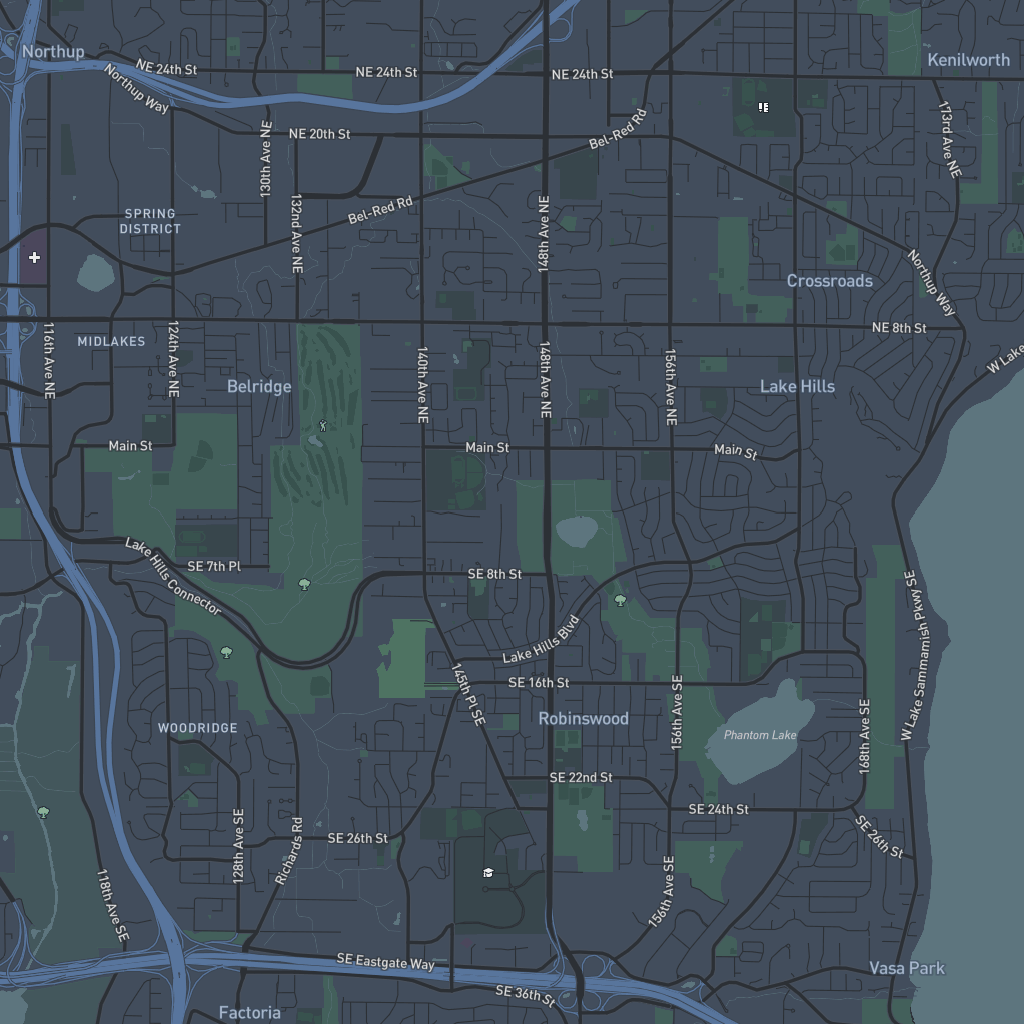 Northup
NE 24th St
NE 24th St
NE 24th St
Kenilworth
Northup Way
NE 20th St
Bel-Red Rd
173rd Ave NE
130th Ave NE
132nd Ave NE
Bel-Red Rd
148th Ave NE
SPRING
DISTRICT
Crossroads
Northup Way
NE 8th St
116th Ave NE
124th Ave NE
MIDLAKES
140th Ave NE
148th Ave NE
156th Ave NE
W Lake
Belridge
Lake Hills
Main St
Main St
Main St
Lake Hills Connector
SE 7th Pl
SE 8th St
W Lake Sammamish Pkwy SE
Lake Hills Blvd
SE 16th St
145th Pl SE
156th Ave SE
168th Ave SE
Robinswood
WOODRIDGE
Phantom Lake
SE 22nd St
SE 24th St
SE 26th St
128th Ave SE
Richards Rd
SE 26th St
118th Ave SE
156th Ave SE
SE Eastgate Way
SE 36th St
Vasa Park
Factoria